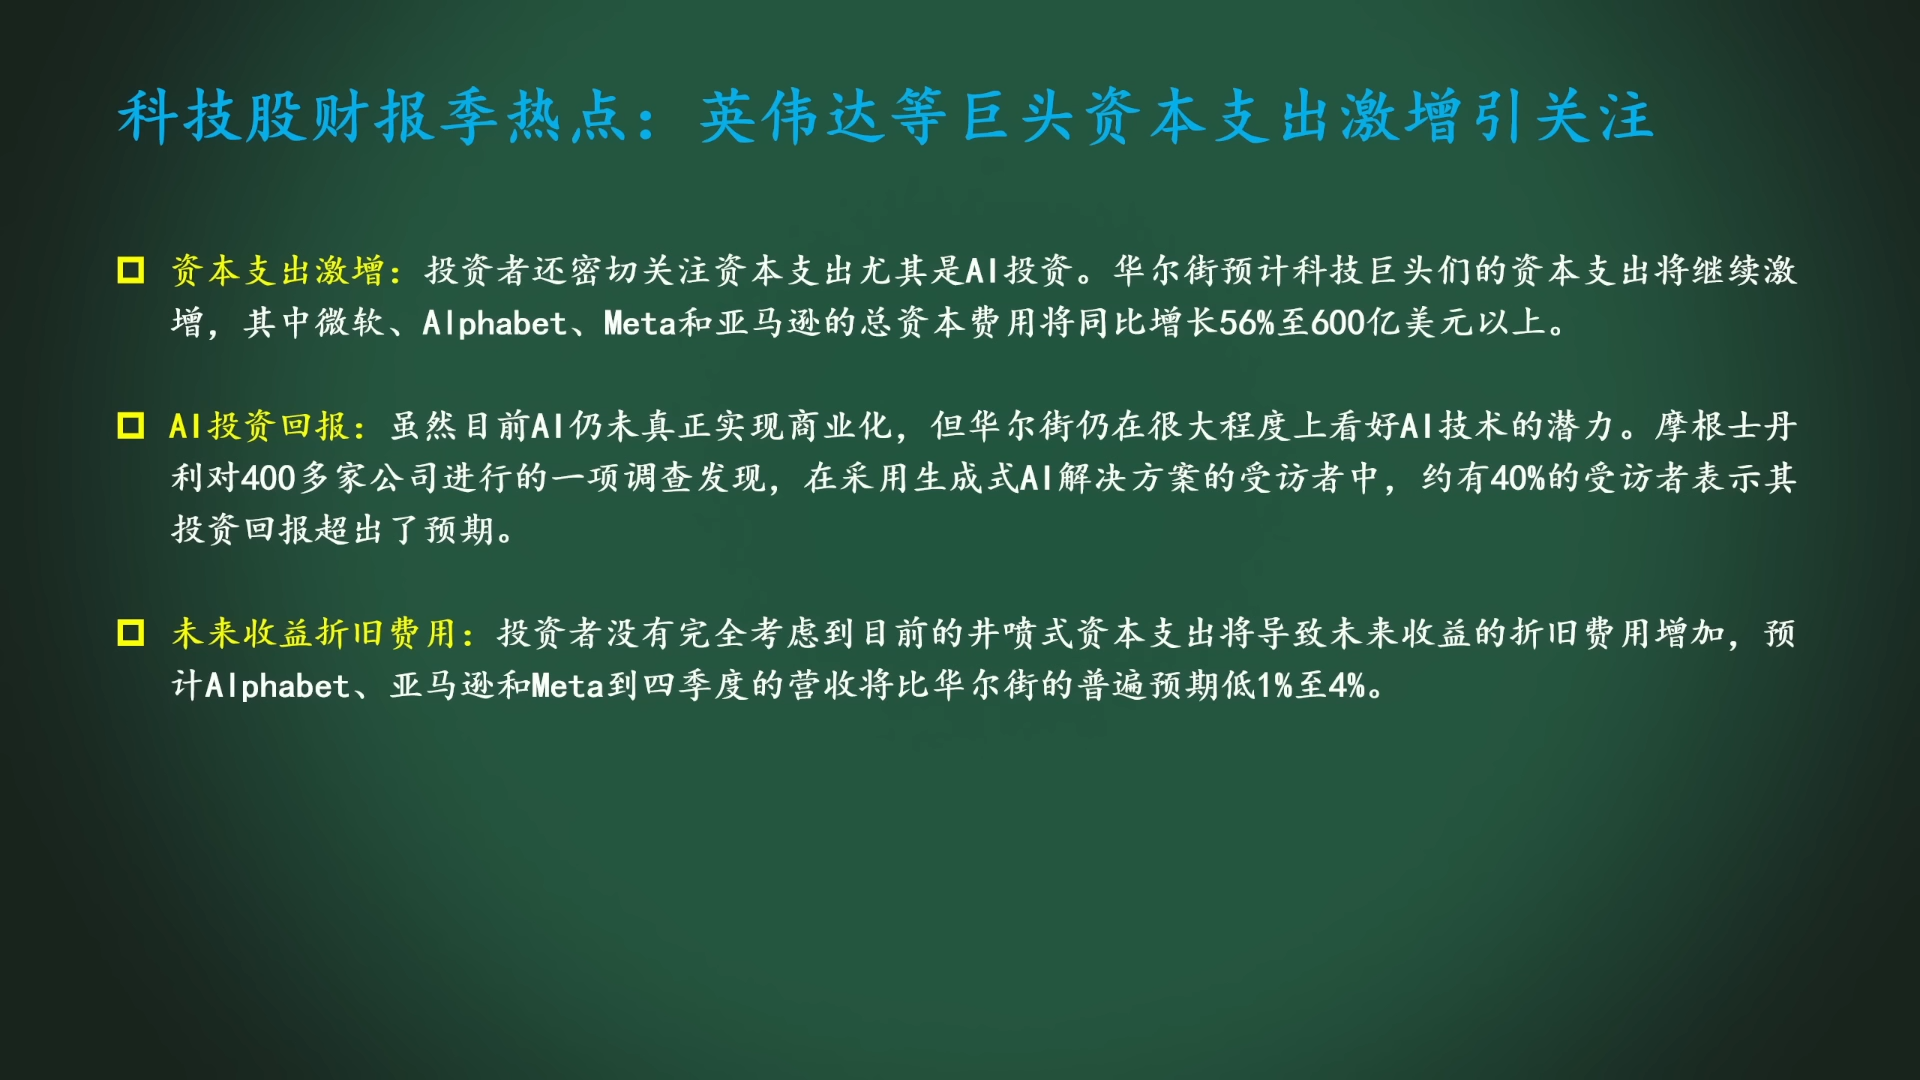 科技股财报季热点：英伟达等巨头资本支出激增引关注
资本支出激增：投资者还密切关注资本支出尤其是AI投资。华尔街预计科技巨头们的资本支出将继续激
增，其中微软、Alphabet、Meta和亚马逊的总资本费用将同比增长56%至600亿美元以上。
AI投资回报：虽然目前AI仍未真正实现商业化，但华尔街仍在很大程度上看好AI技术的潜力。摩根士丹
利对400多家公司进行的一项调查发现，在采用生成式AI解决方案的受访者中，约有40%的受访者表示其
投资回报超出了预期。
未来收益折旧费用：投资者没有完全考虑到目前的井喷式资本支出将导致未来收益的折旧费用增加，预
计Alphabet、亚马逊和Meta到四季度的营收将比华尔街的普遍预期低1%至4%。